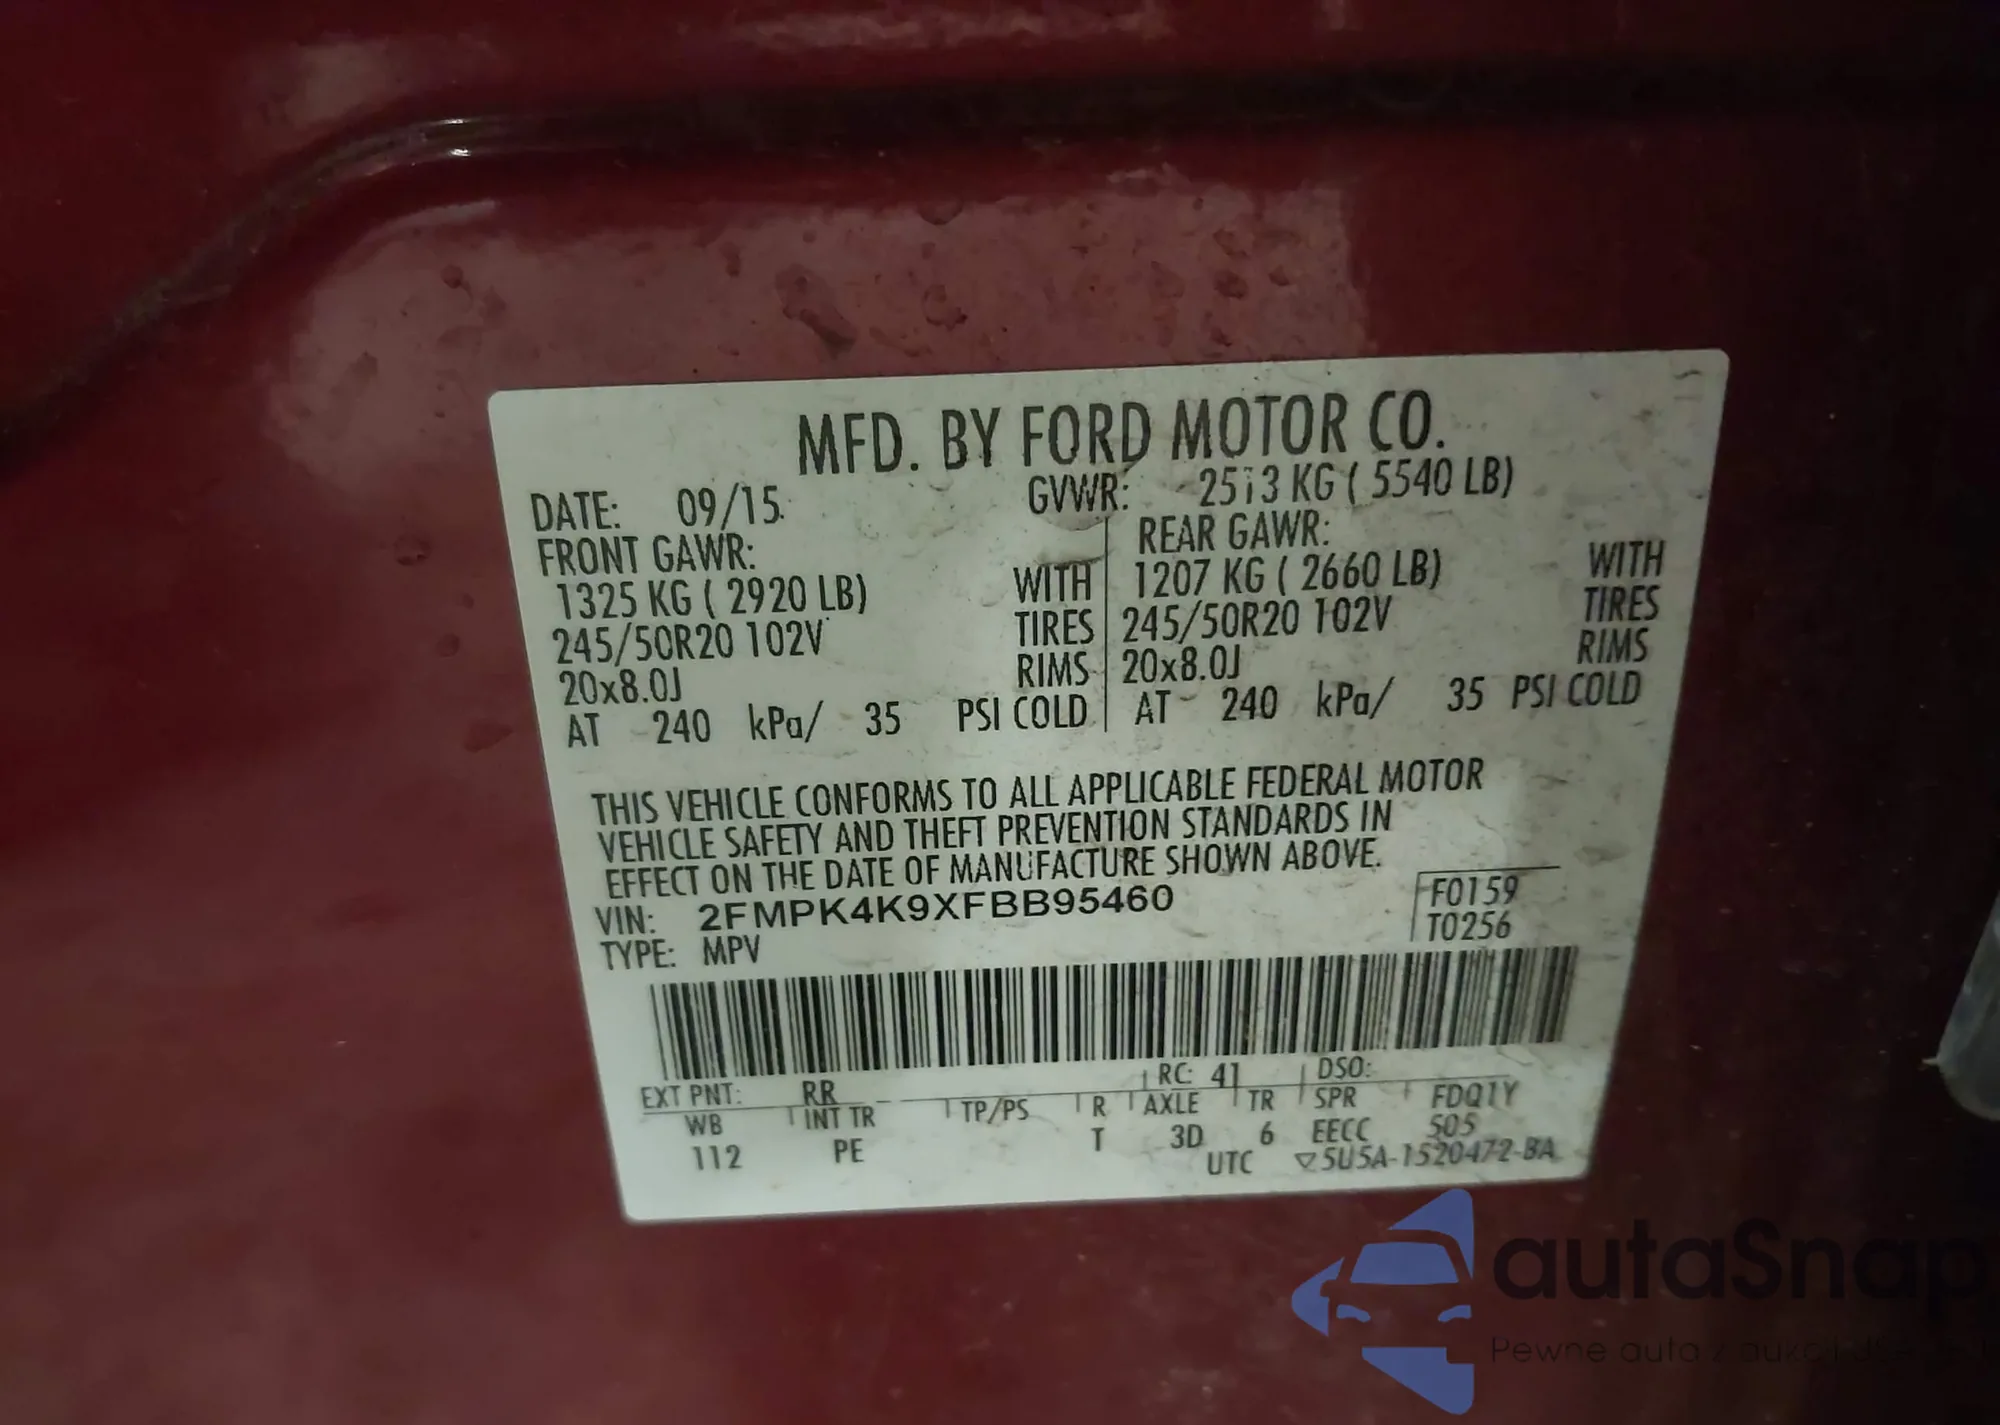 MFD. BY FORD MOTOR CO.
DATE: 09/15 GVWR: 2513 KG ( 5540 LB)
FRONT GAWR: REAR GAWR:
1325 KG ( 2920 LB) WITH 1207 KG ( 2660 LB) WITH
245/50R20 102V TIRES 245/50R20 102V TIRES
20x8.0J RIMS 20x8.0J RIMS
AT 240 kPa/ 35 PSI COLD AT 240 kPa/ 35 PSI COLD
THIS VEHICLE CONFORMS TO ALL APPLICABLE FEDERAL MOTOR
VEHICLE SAFETY AND THEFT PREVENTION STANDARDS IN
EFFECT ON THE DATE OF MANUFACTURE SHOWN ABOVE.
VIN: 2FMPK4K9XFBB95460 F0159
TYPE: MPV T0256
EXT PNT: RR RC: 41 DSO:
WB INT TR TP/PS R AXLE TR SPR FDQ1Y
112 PE T 3D 6 EECC 505
UTC ▽5U5A-1520472-BA
autaSnap
Pewne auto z